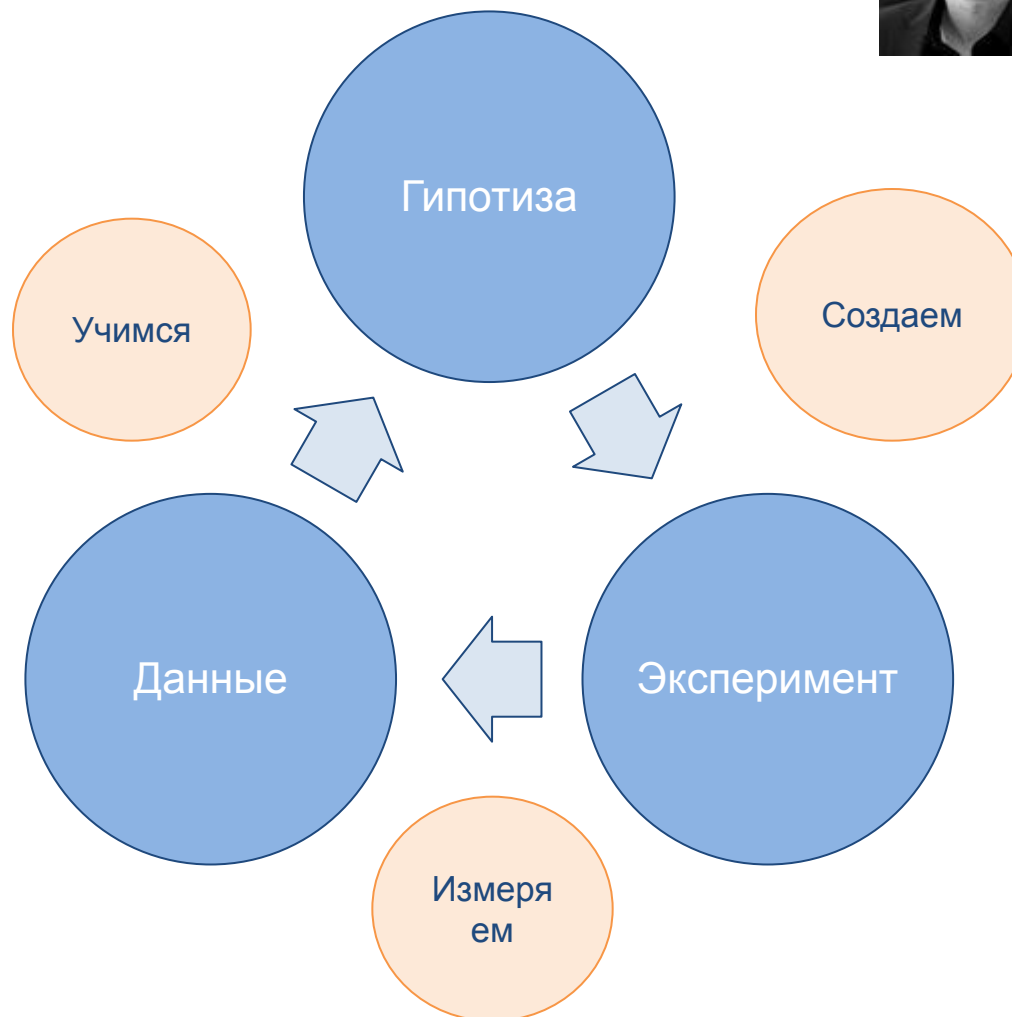 Гипотиза
Учимся
Создаем
Данные
Эксперимент
Измеря
ем